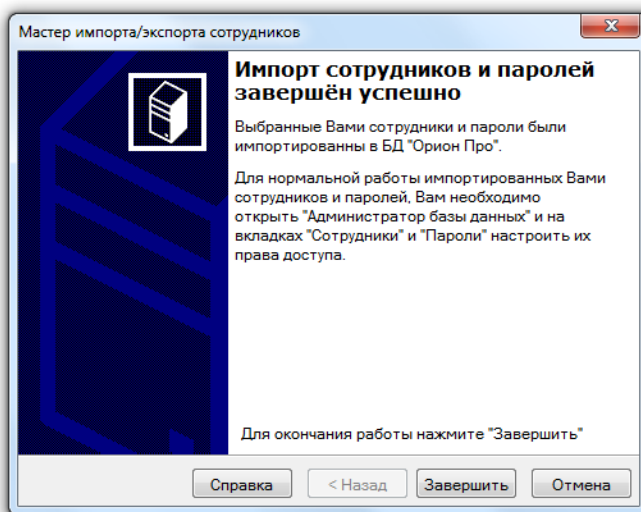 Мастер импорта/экспорта сотрудников
Импорт сотрудников и паролей
завершён успешно
Выбранные Вами сотрудники и пароли были
импортированны в БД "Орион Про".
Для нормальной работы импортированных Вами
сотрудников и паролей, Вам необходимо
открыть "Администратор базы данных" и на
вкладках "Сотрудники" и "Пароли" настроить их
права доступа.
Для окончания работы нажмите "Завершить"
Справка
< Назад
Завершить
Отмена